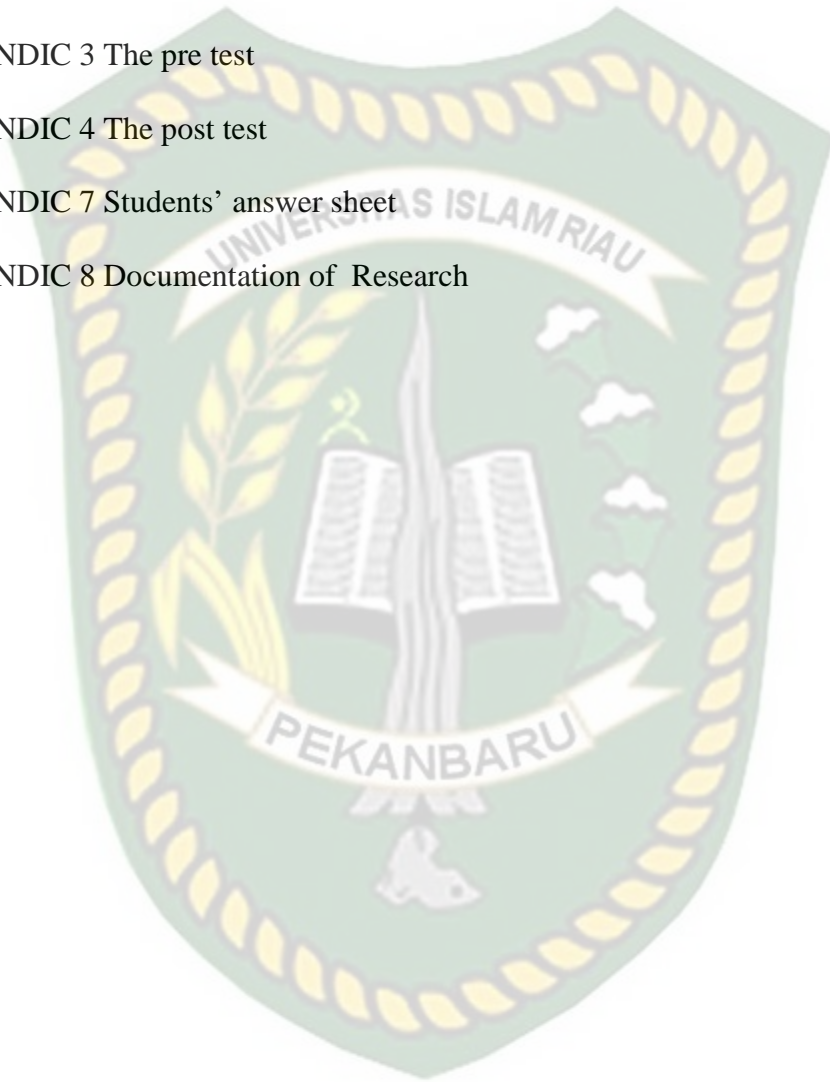 NDIC 3 The pre test
NDIC 4 The post test
UNIVERSITAS ISLAM RIAU
NDIC 7 Students’ answer sheet
NDIC 8 Documentation of Research
PEKANBARU